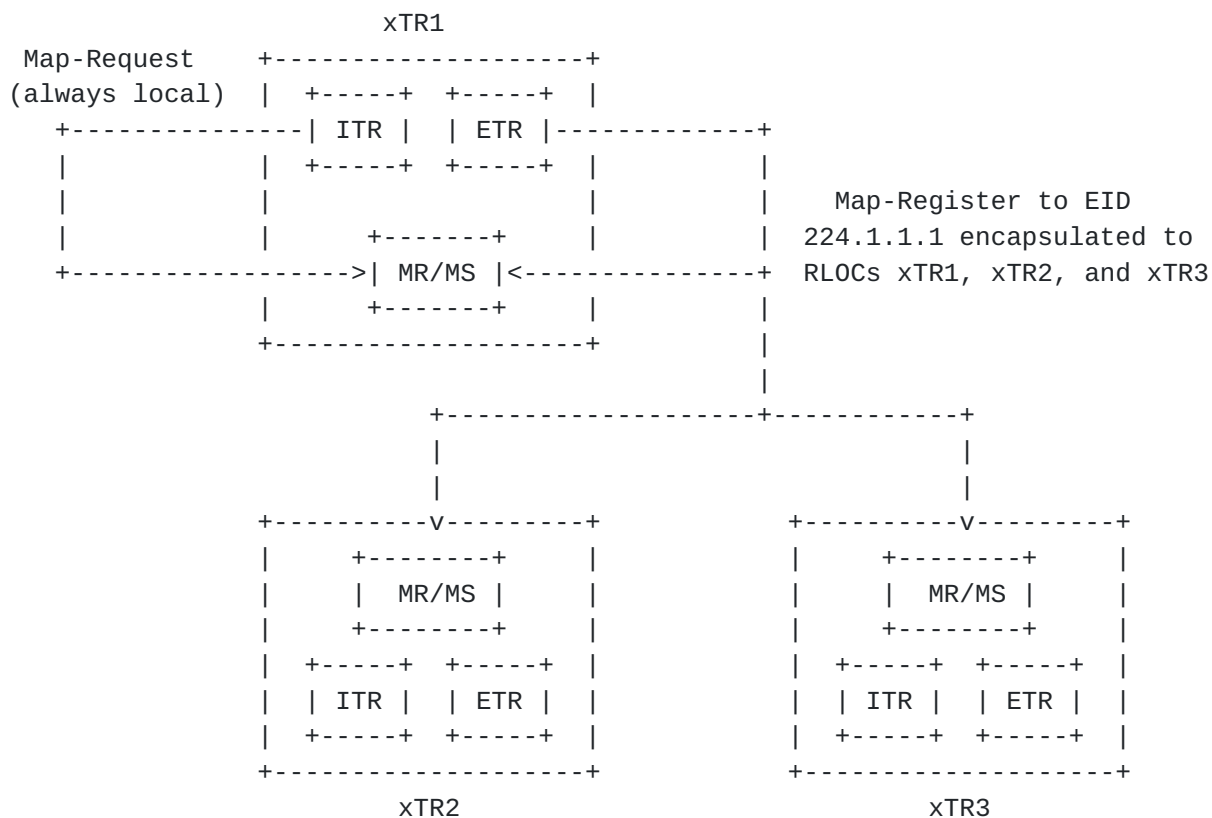 xTR1
Map-Request
(always local)
ITR ETR
Map-Register to EID
224.1.1.1 encapsulated to
MR/MS RLOCs xTR1, xTR2, and xTR3
MR/MS MR/MS
ITR ETR ITR ETR
xTR2 xTR3